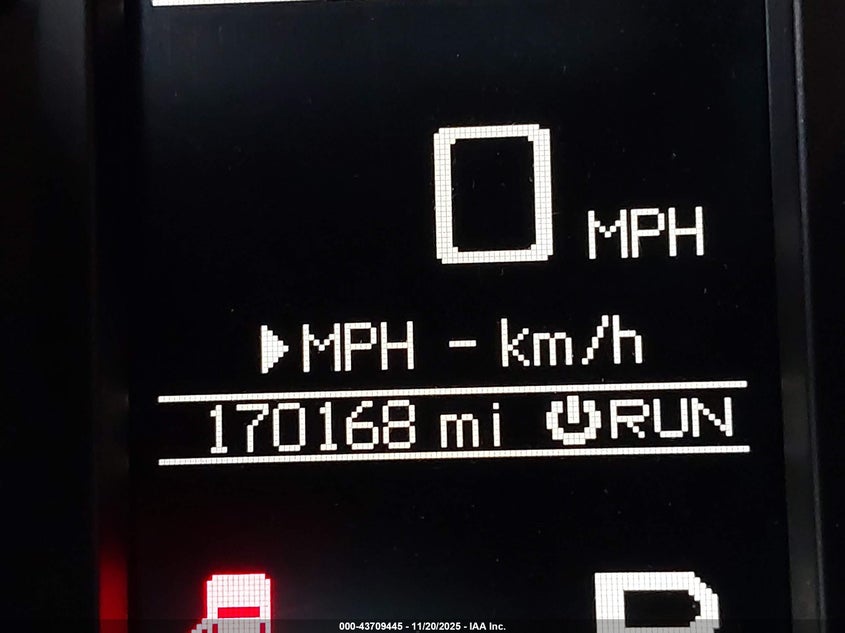 0 MPH
▶MPH - km/h
170168 mi RUN
P
000-43709445 - 11/20/2025 - IAA Inc.